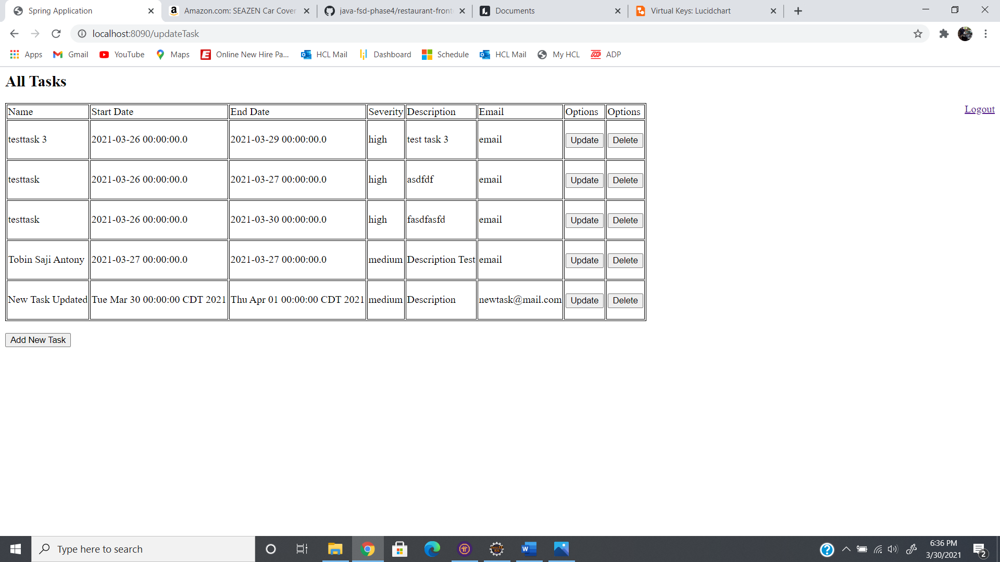 Spring Application
Amazon.com: SEAZEN Car Cover
java-fsd-phase4/restaurant-front
Documents
Virtual Keys: Lucidchart
localhost:8090/updateTask
Apps Gmail YouTube Maps Online New Hire Pa... HCL Mail Dashboard Schedule HCL Mail My HCL ADP
All Tasks
Logout
Name Start Date End Date Severity Description Email Options Options
testtask 3 2021-03-26 00:00:00.0 2021-03-29 00:00:00.0 high test task 3 email Update Delete
testtask 2021-03-26 00:00:00.0 2021-03-27 00:00:00.0 high asdfdf email Update Delete
testtask 2021-03-26 00:00:00.0 2021-03-30 00:00:00.0 high fasdfasfd email Update Delete
Tobin Saji Antony 2021-03-27 00:00:00.0 2021-03-27 00:00:00.0 medium Description Test email Update Delete
New Task Updated Tue Mar 30 00:00:00 CDT 2021 Thu Apr 01 00:00:00 CDT 2021 medium Description newtask@mail.com Update Delete
Add New Task
Type here to search
6:36 PM
3/30/2021
2